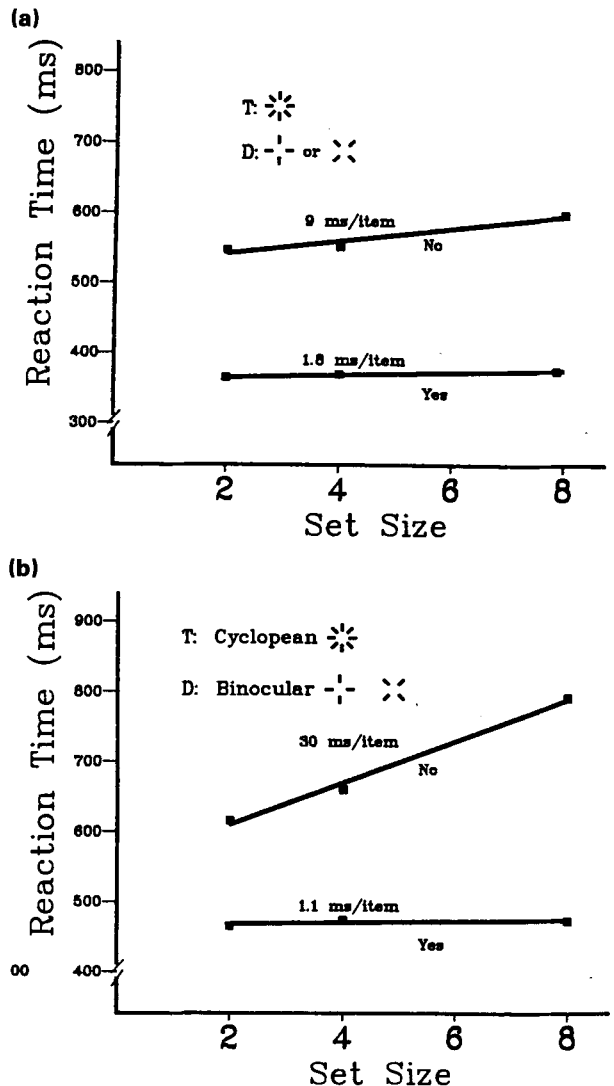 (a)
Reaction Time (ms)
800
700
600
500
400
300
T:
D: or
9 ms/item
No
1.8 ms/item
Yes
2 4 6 8
Set Size
(b)
Reaction Time (ms)
900
800
700
600
500
400
00
T: Cyclopean
D: Binocular
30 ms/item
No
1.1 ms/item
Yes
2 4 6 8
Set Size